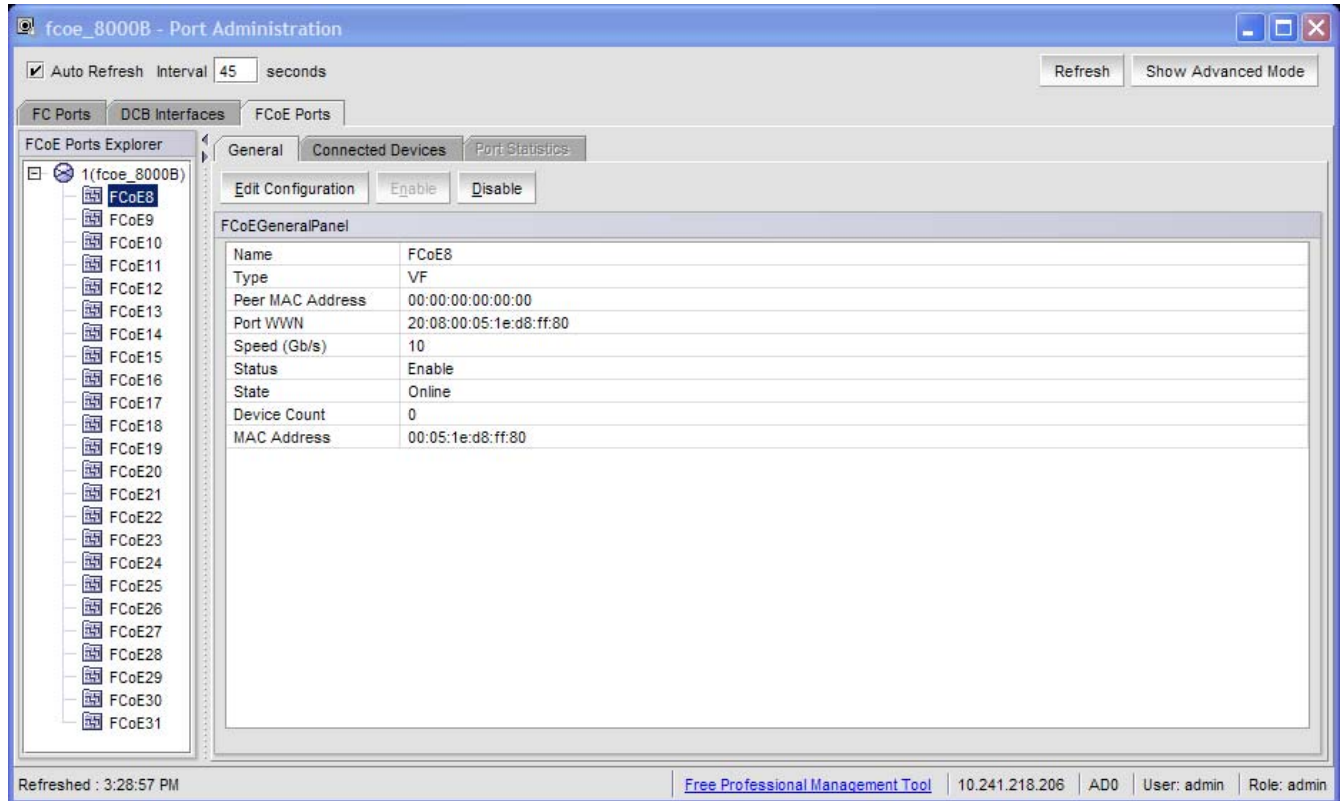 fcoe_8000B - Port Administration
Auto Refresh Interval 45 seconds
Refresh
Show Advanced Mode
FC Ports
DCB Interfaces
FCoE Ports
FCoE Ports Explorer
1(fcoe_8000B)
FCoE8
FCoE9
FCoE10
FCoE11
FCoE12
FCoE13
FCoE14
FCoE15
FCoE16
FCoE17
FCoE18
FCoE19
FCoE20
FCoE21
FCoE22
FCoE23
FCoE24
FCoE25
FCoE26
FCoE27
FCoE28
FCoE29
FCoE30
FCoE31
General
Connected Devices
Port Statistics
Edit Configuration
Enable
Disable
FCoEGeneralPanel
Name FCoE8
Type VF
Peer MAC Address 00:00:00:00:00:00
Port WWN 20:08:00:05:1e:d8:ff:80
Speed (Gb/s) 10
Status Enable
State Online
Device Count 0
MAC Address 00:05:1e:d8:ff:80
Refreshed : 3:28:57 PM
Free Professional Management Tool
10.241.218.206
AD0
User: admin
Role: admin